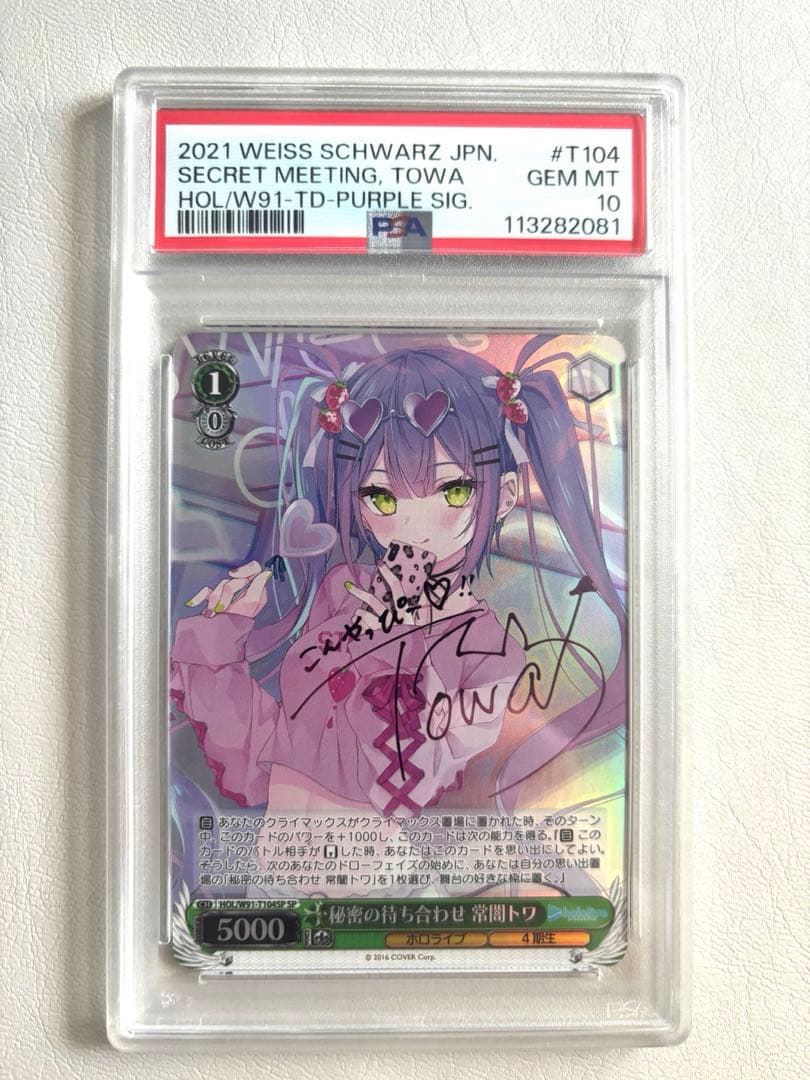 2021 WEISS SCHWARZ JPN. #T104
SECRET MEETING, TOWA GEM MT
HOL/W91-TD-PURPLE SIG. 10
PSA 113282081
LEVEL
1
0
COST
こんやっぴー♡!!
Towa
自 あなたのクライマックスがクライマックス置場に置かれた時、そのターン
中、このカードのパワーを+1000し、このカードは次の能力を得る。『自 この
カードのバトル相手が した時、あなたはこのカードを思い出にしてよい。
そうしたら、次のあなたのドローフェイズの始めに、あなたは自分の思い出置
場の「秘密の待ち合わせ 常闇トワ」を1枚選び、舞台の好きな枠に置く。』
CH HOL/W91-T104SP SP
5000 秘密の待ち合わせ 常闇トワ hololive
ホロライブ 4期生
© 2016 COVER Corp.